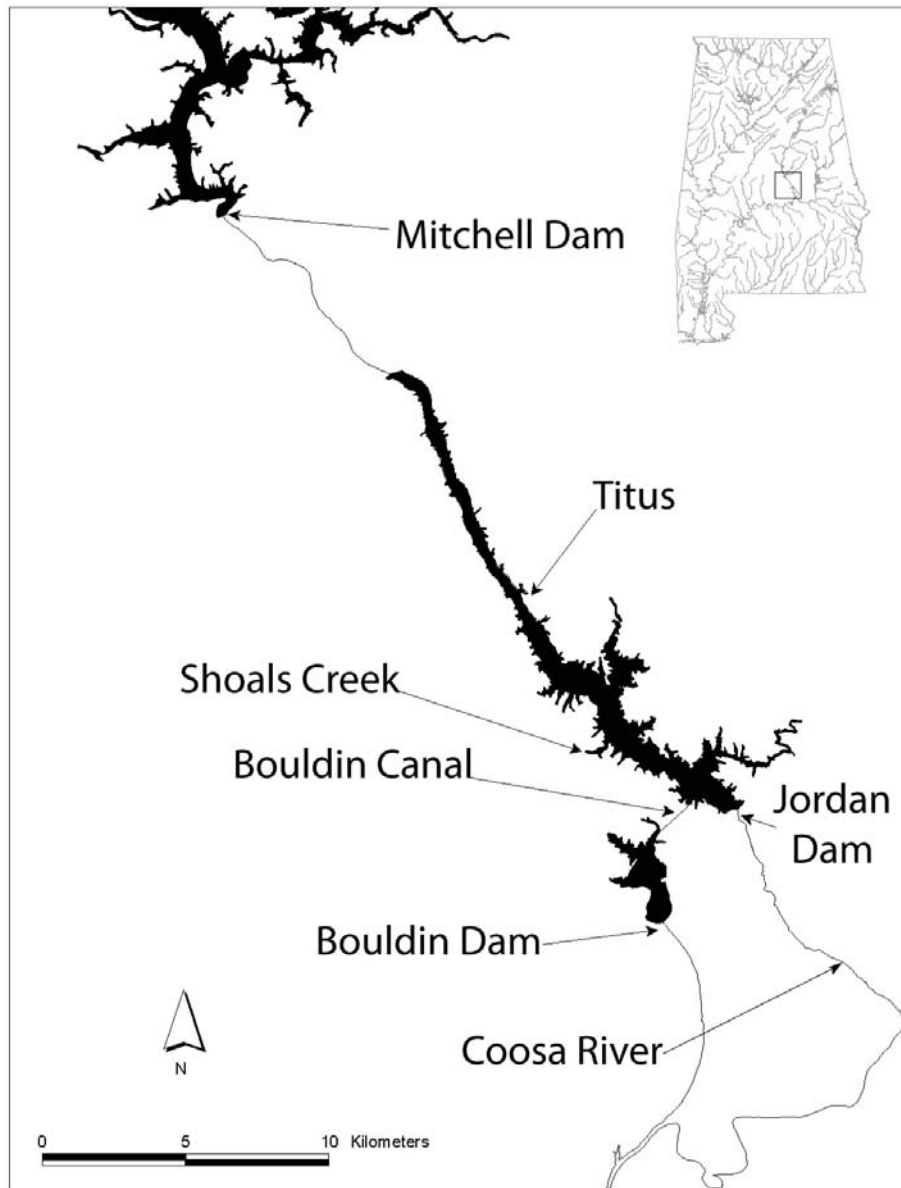 Mitchell Dam
Titus
Shoals Creek
Bouldin Canal
Jordan
Dam
Bouldin Dam
Coosa River
N
0 5 10 Kilometers